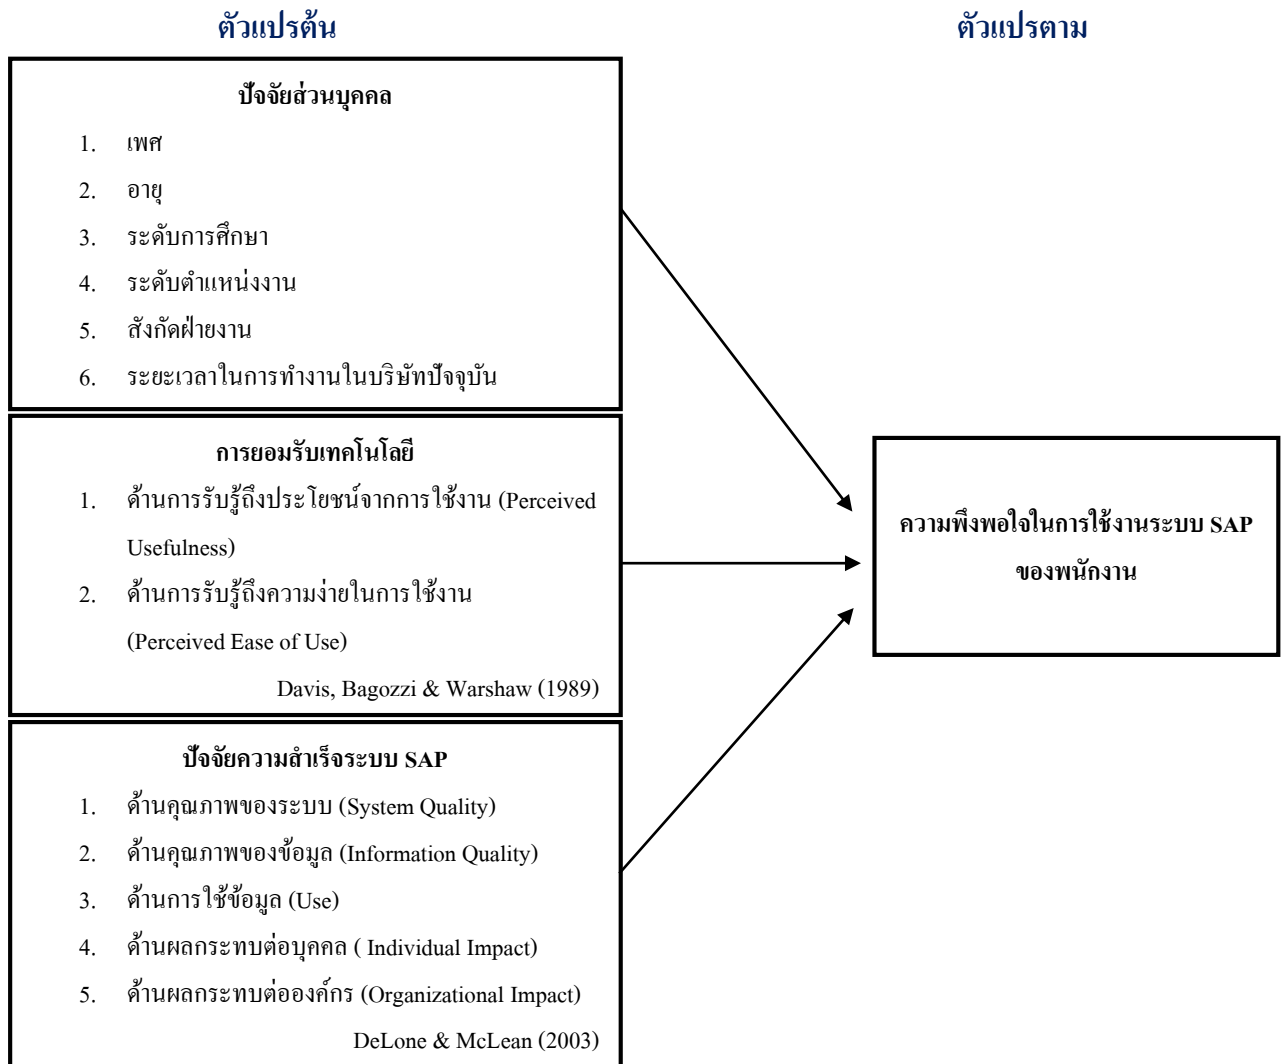 ตัวแปรต้น
ตัวแปรตาม
ปัจจัยส่วนบุคคล
1. เพศ
2. อายุ
3. ระดับการศึกษา
4. ระดับตำแหน่งงาน
5. สังกัดฝ่ายงาน
6. ระยะเวลาในการทำงานในบริษัทปัจจุบัน
การยอมรับเทคโนโลยี
1. ด้านการรับรู้ถึงประโยชน์จากการใช้งาน (Perceived
Usefulness)
2. ด้านการรับรู้ถึงความง่ายในการใช้งาน
(Perceived Ease of Use)
Davis, Bagozzi & Warshaw (1989)
ปัจจัยความสำเร็จระบบ SAP
1. ด้านคุณภาพของระบบ (System Quality)
2. ด้านคุณภาพของข้อมูล (Information Quality)
3. ด้านการใช้ข้อมูล (Use)
4. ด้านผลกระทบต่อบุคคล ( Individual Impact)
5. ด้านผลกระทบต่อองค์กร (Organizational Impact)
DeLone & McLean (2003)
ความพึงพอใจในการใช้งานระบบ SAP
ของพนักงาน